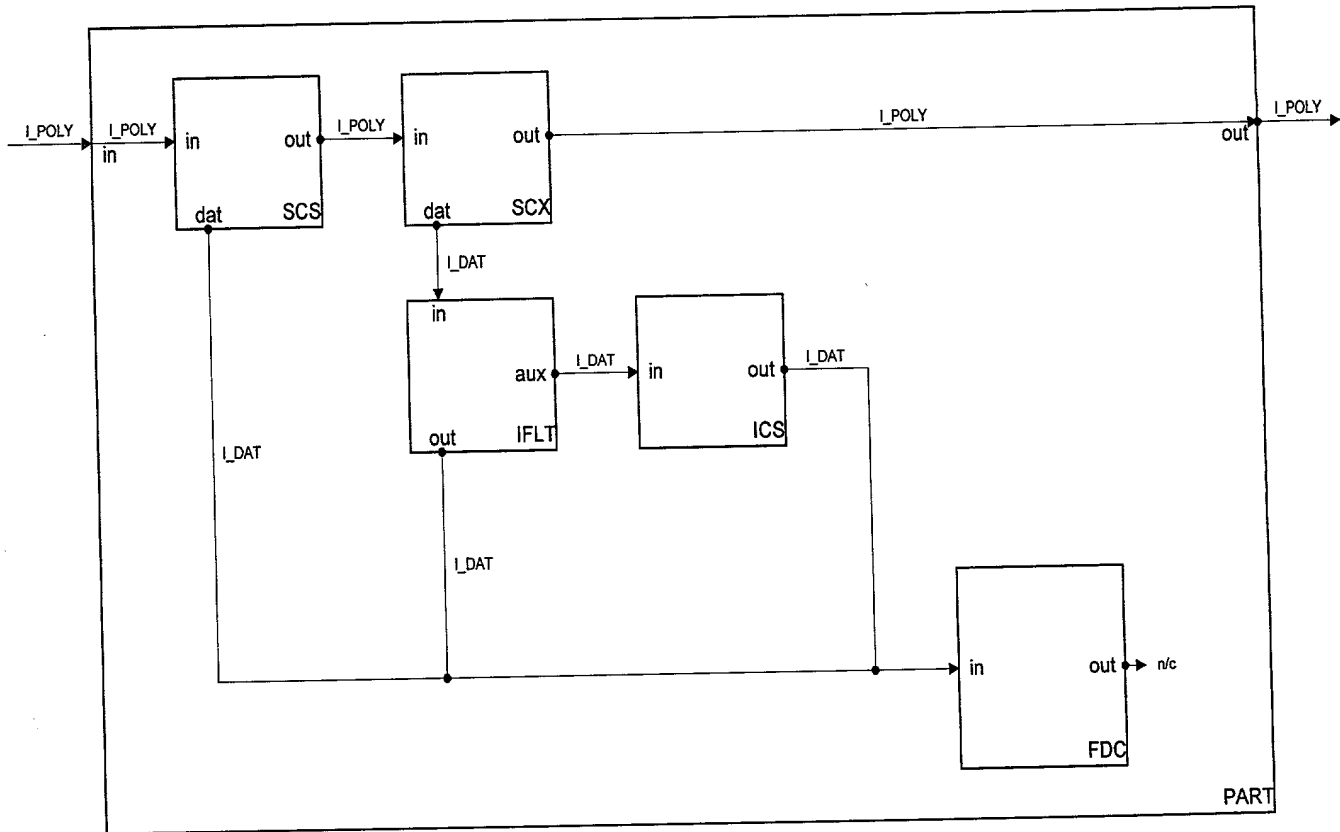 I_POLY
I_POLY
in
in
out
dat
SCS
I_POLY
in
out
dat
SCX
I_POLY
out
I_POLY
I_DAT
in
aux
out
IFLT
I_DAT
in
out
ICS
I_DAT
I_DAT
I_DAT
in
out
FDC
n/c
PART